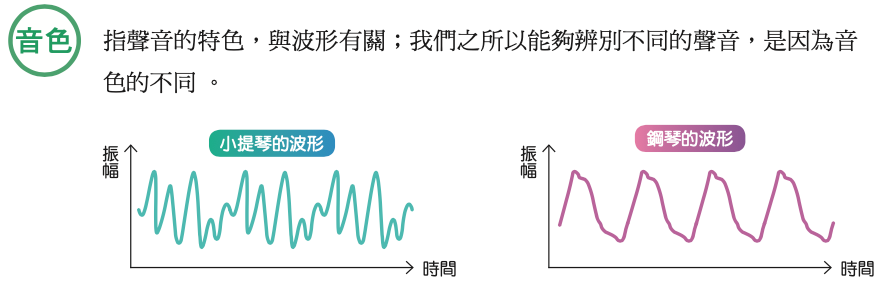 音色
指聲音的特色，與波形有關；我們之所以能夠辨別不同的聲音，是因為音
色的不同。
小提琴的波形
振幅
時間
鋼琴的波形
振幅
時間